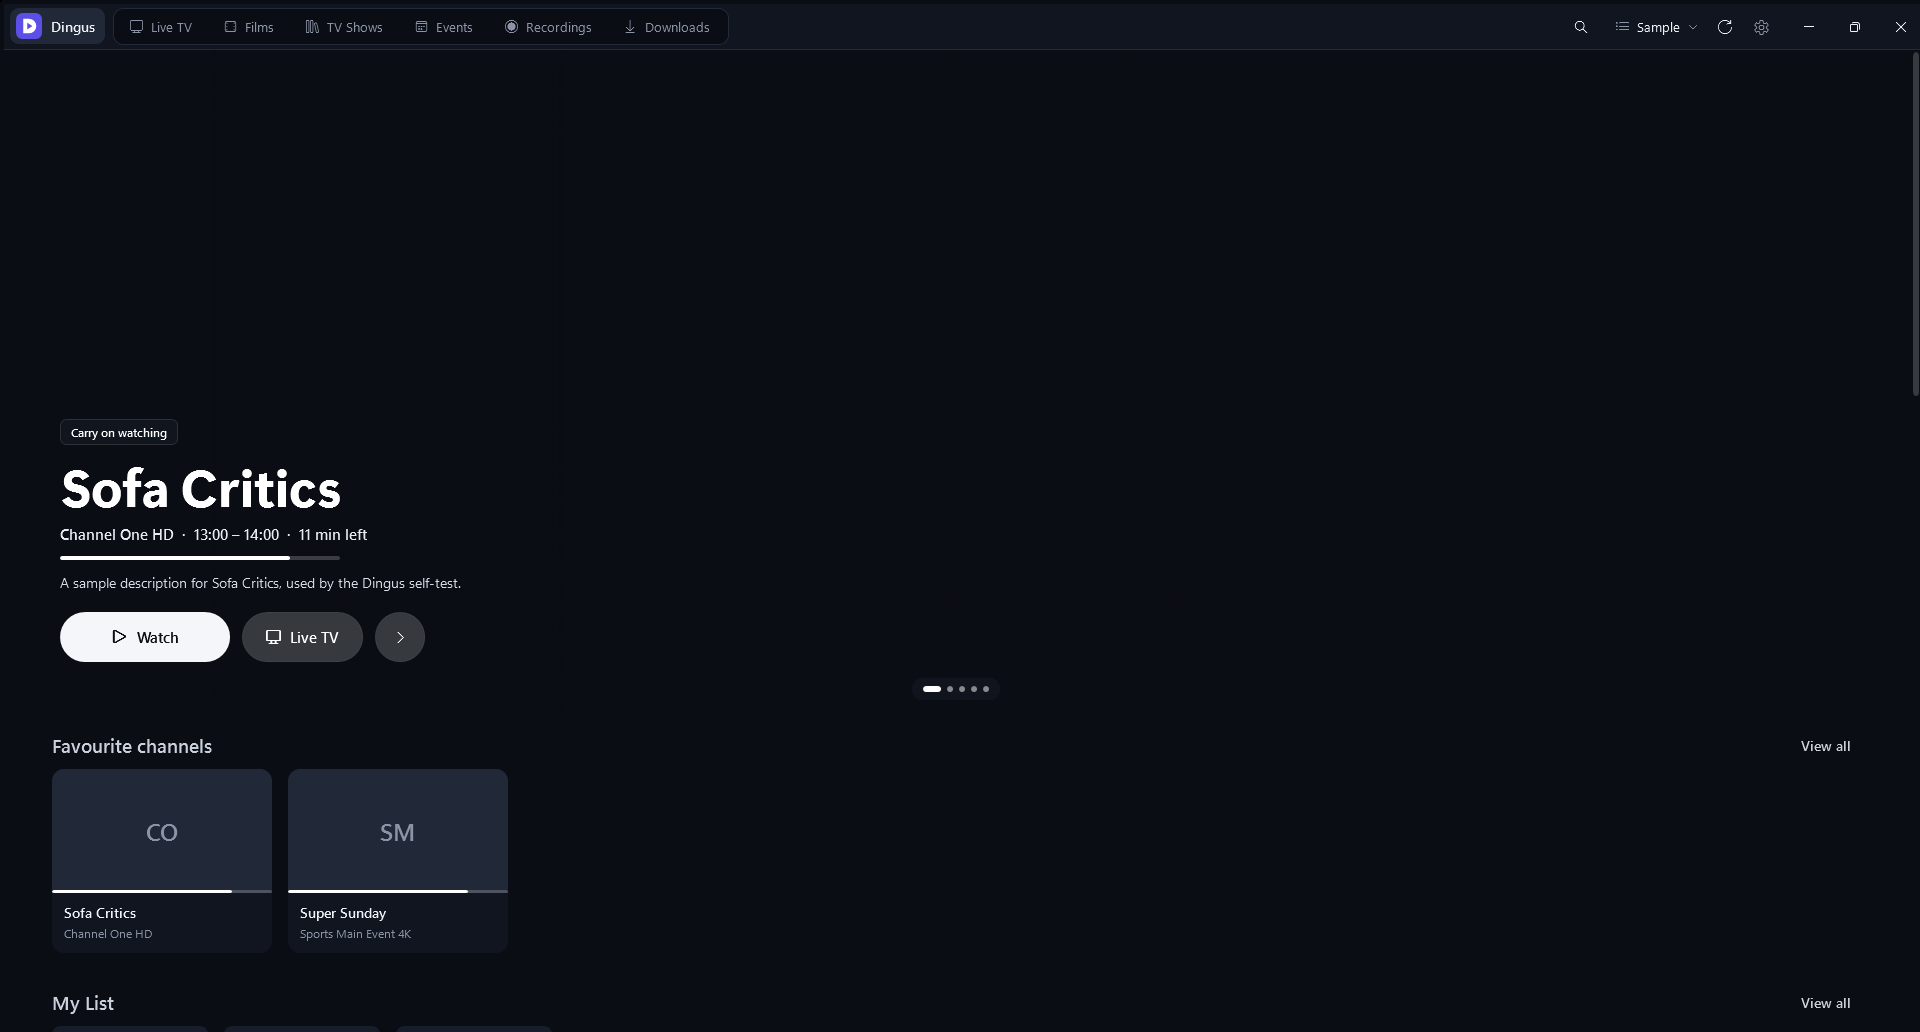 Dingus
Live TV
Films
TV Shows
Events
Recordings
Downloads
Sample
Carry on watching
Sofa Critics
Channel One HD · 13:00 – 14:00 · 11 min left
A sample description for Sofa Critics, used by the Dingus self-test.
Watch
Live TV
Favourite channels
View all
CO
SM
Sofa Critics
Channel One HD
Super Sunday
Sports Main Event 4K
My List
View all